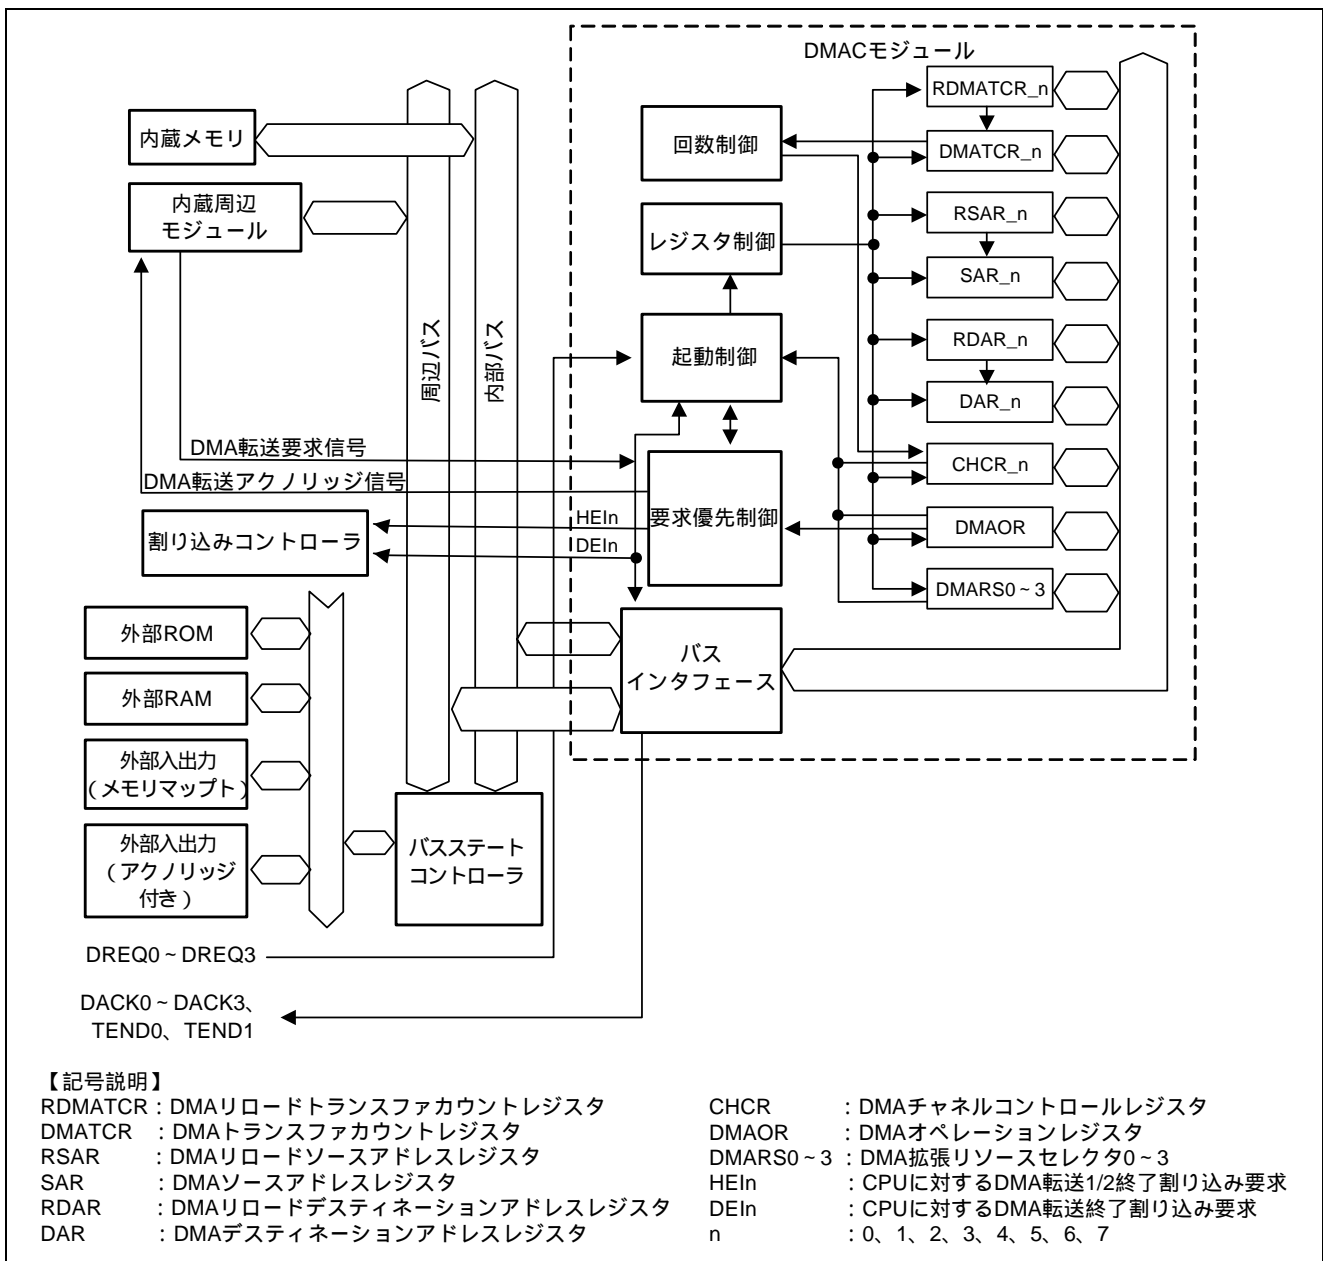 DMACモジュール
RDMATCR_n
内蔵メモリ
回数制御
DMATCR_n
内蔵周辺
モジュール
RSAR_n
レジスタ制御
SAR_n
周辺バス
内部バス
起動制御
RDAR_n
DAR_n
DMA転送要求信号
CHCR_n
DMA転送アクノリッジ信号
HEIn
要求優先制御
DMAOR
割り込みコントローラ
DEIn
DMARS0~3
外部ROM
バス
インタフェース
外部RAM
外部入出力
(メモリマップト)
外部入出力
(アクノリッジ
付き)
バスステート
コントローラ
DREQ0~DREQ3
DACK0~DACK3、
TEND0、TEND1
【記号説明】
RDMATCR:DMAリロードトランスファカウントレジスタ
DMATCR :DMAトランスファカウントレジスタ
RSAR :DMAリロードソースアドレスレジスタ
SAR :DMAソースアドレスレジスタ
RDAR :DMAリロードデスティネーションアドレスレジスタ
DAR :DMAデスティネーションアドレスレジスタ
CHCR :DMAチャネルコントロールレジスタ
DMAOR :DMAオペレーションレジスタ
DMARS0~3 :DMA拡張リソースセレクタ0~3
HEIn :CPUに対するDMA転送1/2終了割り込み要求
DEIn :CPUに対するDMA転送終了割り込み要求
n :0、1、2、3、4、5、6、7